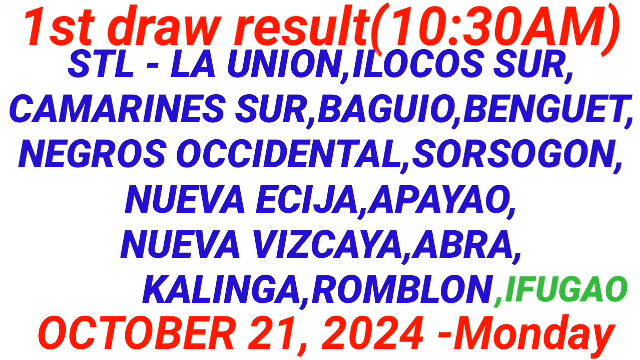 1st draw result(10:30AM)
STL - LA UNION,ILOCOS SUR,
CAMARINES SUR,BAGUIO,BENGUET,
NEGROS OCCIDENTAL,SORSOGON,
NUEVA ECIJA,APAYAO,
NUEVA VIZCAYA,ABRA,
KALINGA,ROMBLON,IFUGAO
OCTOBER 21, 2024 -Monday